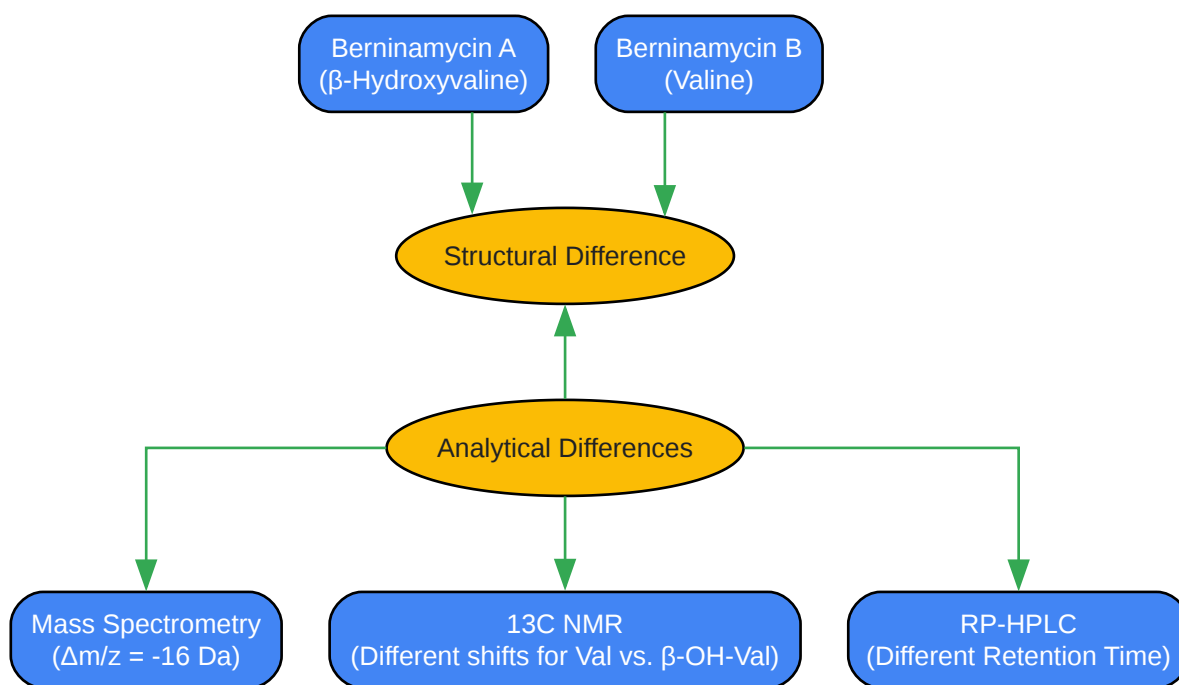 Berninamycin A
(β-Hydroxyvaline)
Berninamycin B
(Valine)
Structural Difference
Analytical Differences
Mass Spectrometry
(Δm/z = -16 Da)
13C NMR
(Different shifts for Val vs. β-OH-Val)
RP-HPLC
(Different Retention Time)